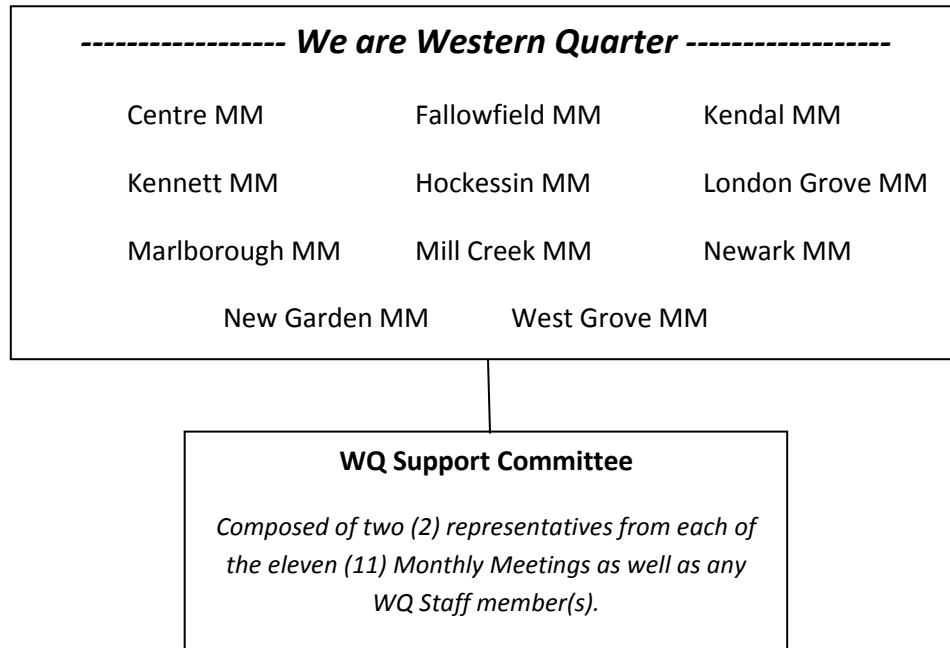 ------------------ We are Western Quarter ------------------
Centre MM Fallowfield MM Kendal MM
Kennett MM Hockessin MM London Grove MM
Marlborough MM Mill Creek MM Newark MM
New Garden MM West Grove MM
WQ Support Committee
Composed of two (2) representatives from each of
the eleven (11) Monthly Meetings as well as any
WQ Staff member(s).